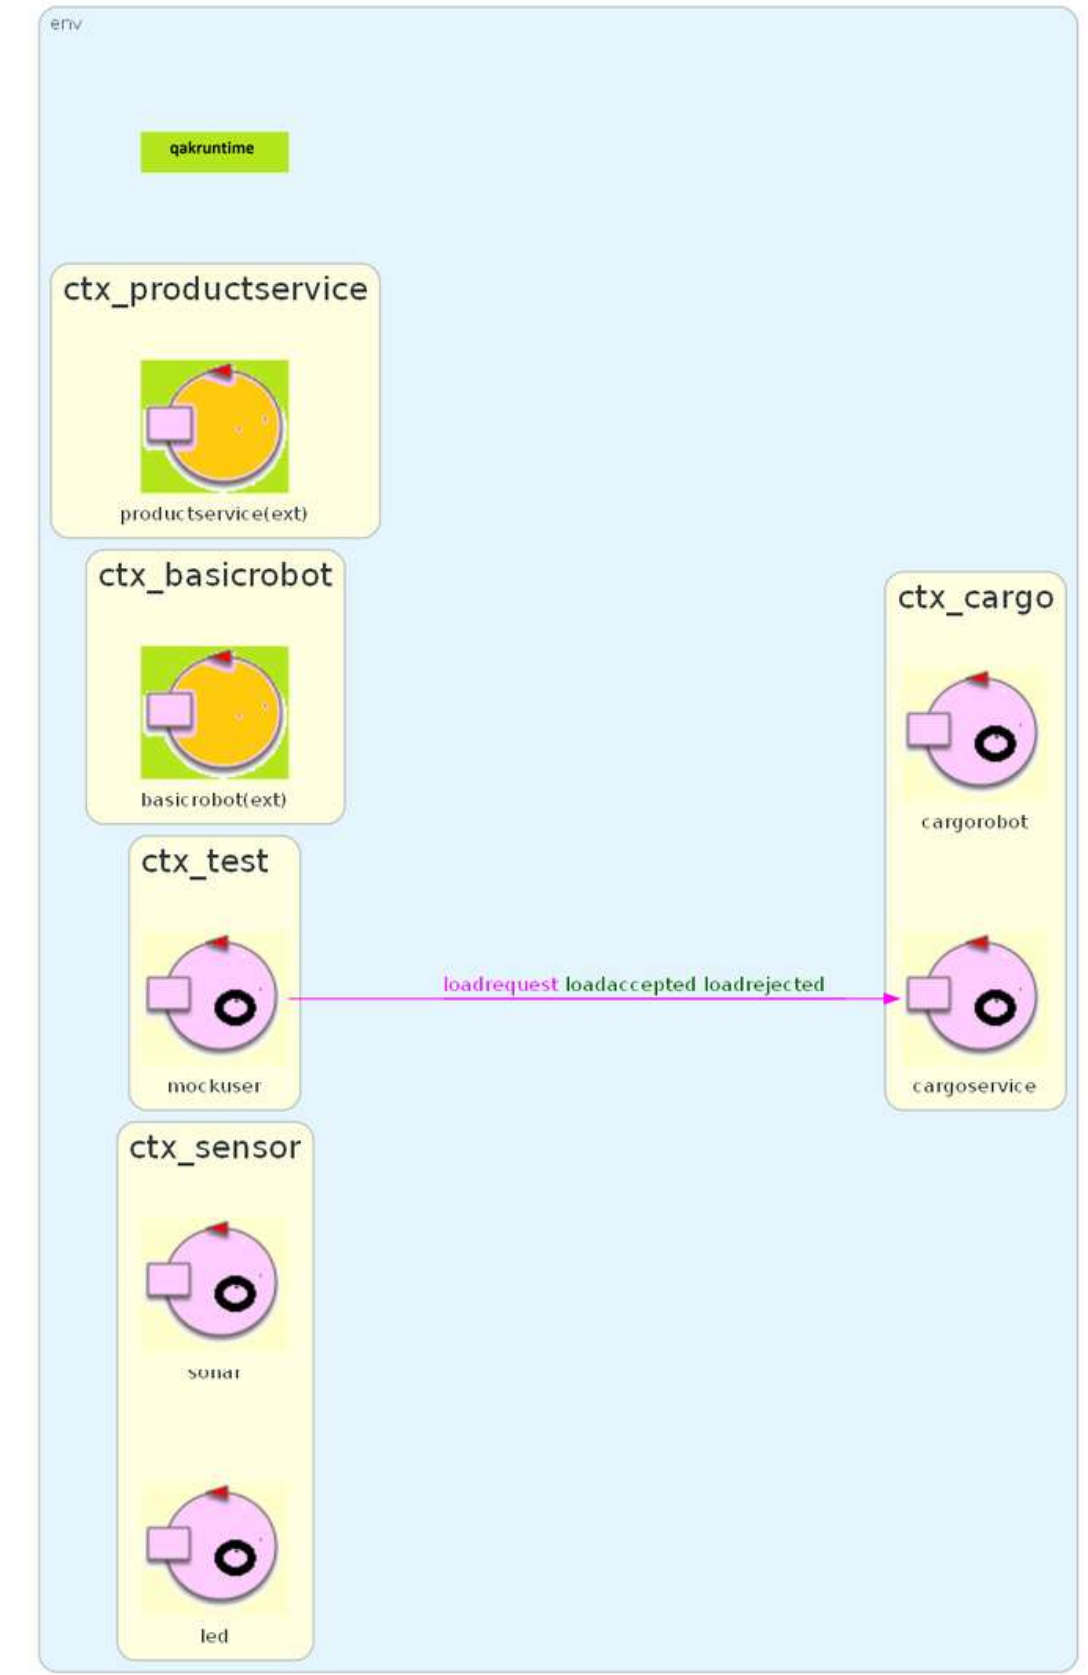 env
qakruntime
ctx_productservice
productservice(ext)
ctx_basicrobot
basicrobot(ext)
ctx_cargo
cargorobot
ctx_test
loadrequest loadaccepted loadrejected
mockuser
cargoservice
ctx_sensor
sonar
led